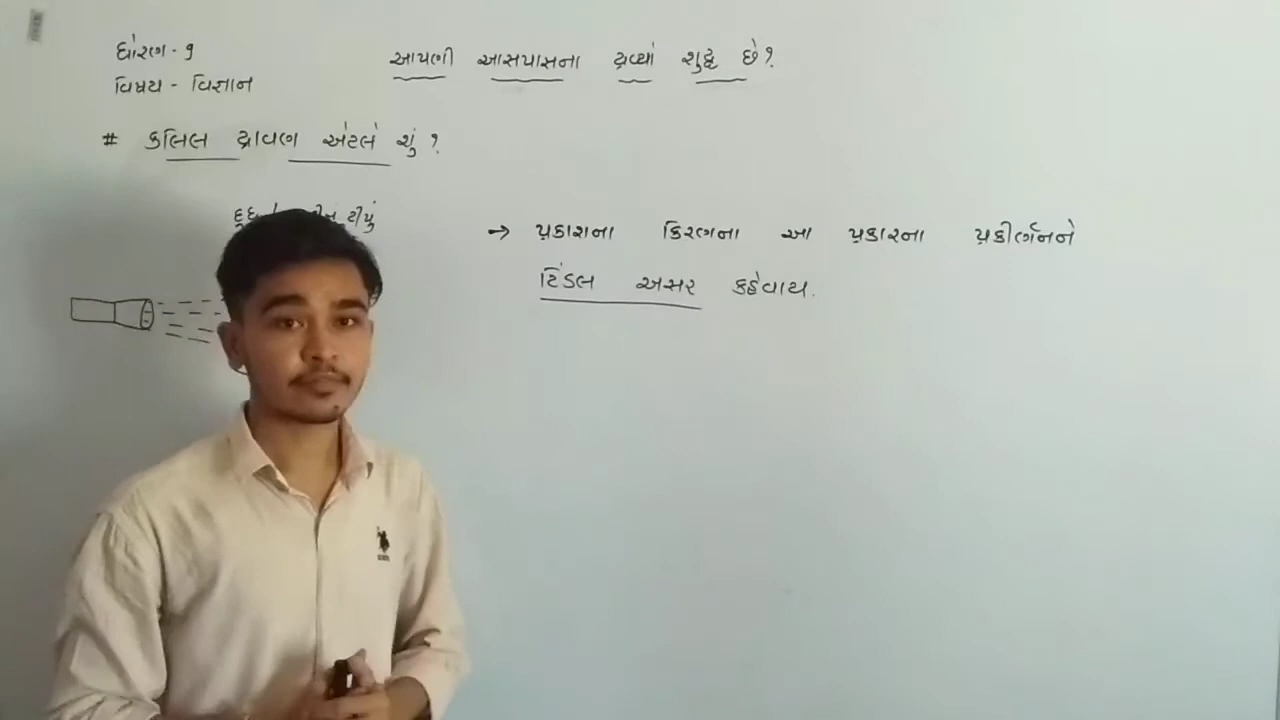 ધોરણ - ૧
વિષય - વિજ્ઞાન
આપણી આસપાસના દ્રવ્યો શુદ્ધ છે?
# કલિલ દ્રાવણ એટલે શું ?
ટીપું
→ પ્રકાશના કિરણના આ પ્રકારના પ્રકીર્ણનને
ટિંડલ અસર કહેવાય.